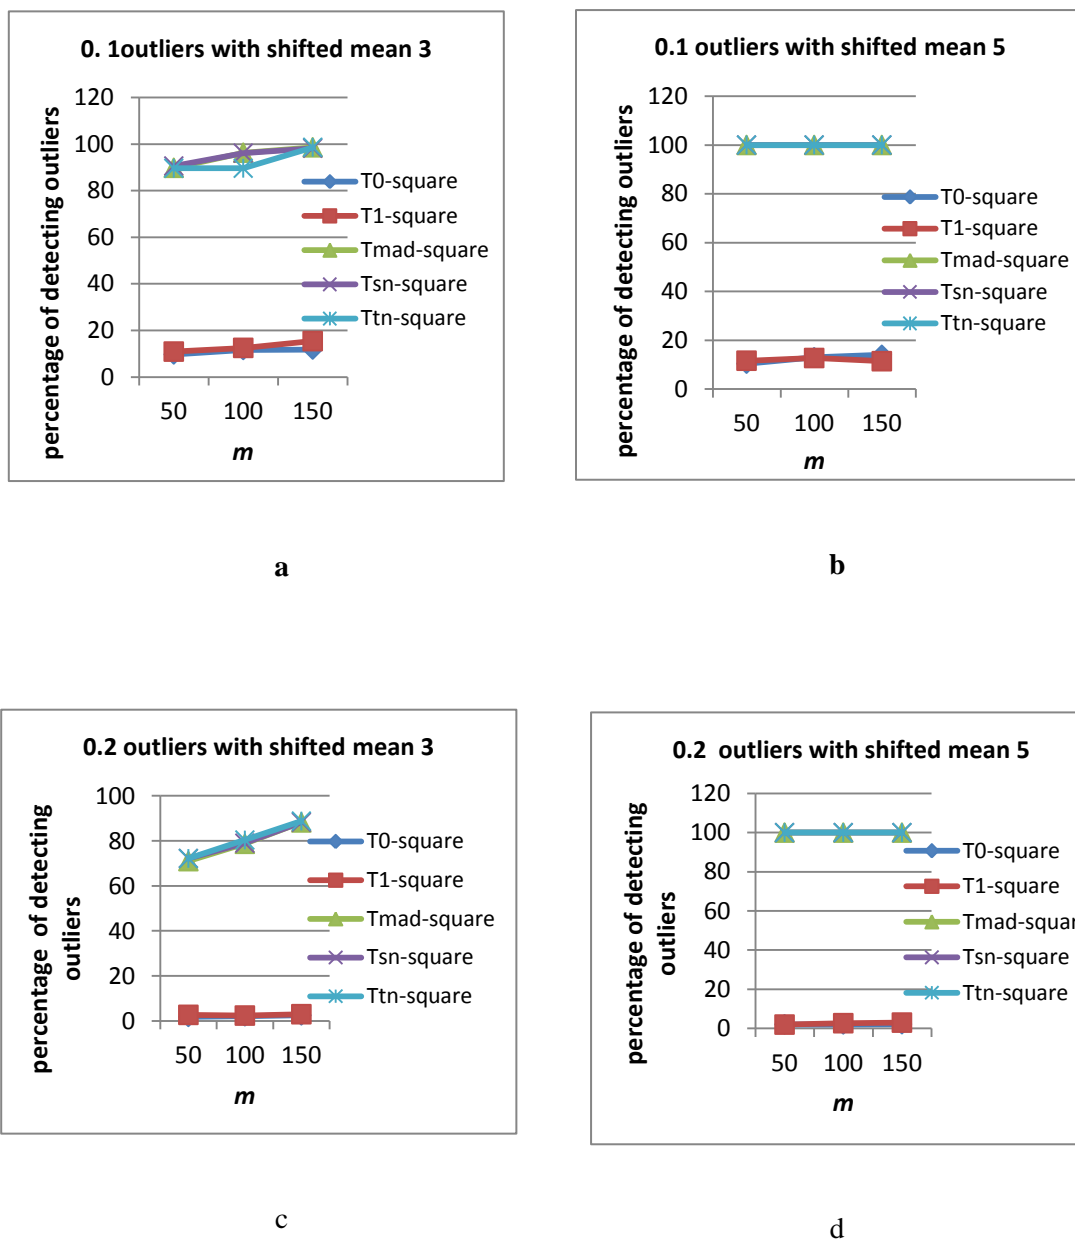 0. 1outliers with shifted mean 3
percentage of detecting outliers
120
100
80
60
40
20
0
50 100 150
m
T0-square
T1-square
Tmad-square
Tsn-square
Ttn-square
a
0.1 outliers with shifted mean 5
percentage of detecting outliers
120
100
80
60
40
20
0
50 100 150
m
T0-square
T1-square
Tmad-square
Tsn-square
Ttn-square
b
0.2 outliers with shifted mean 3
percentage of detecting
outliers
100
80
60
40
20
0
50 100 150
m
T0-square
T1-square
Tmad-square
Tsn-square
Ttn-square
c
0.2 outliers with shifted mean 5
percentage of detecting
outliers
120
100
80
60
40
20
0
50 100 150
m
T0-square
T1-square
Tmad-squar
Tsn-square
Ttn-square
d